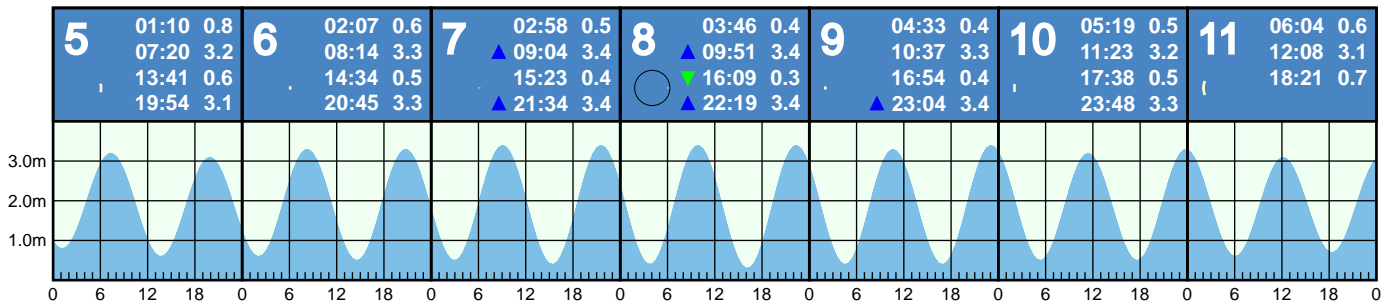 5
01:10 0.8
07:20 3.2
13:41 0.6
19:54 3.1
6
02:07 0.6
08:14 3.3
14:34 0.5
20:45 3.3
7
02:58 0.5
▲ 09:04 3.4
15:23 0.4
▲ 21:34 3.4
8
03:46 0.4
▲ 09:51 3.4
▼ 16:09 0.3
▲ 22:19 3.4
9
04:33 0.4
10:37 3.3
16:54 0.4
▲ 23:04 3.4
10
05:19 0.5
11:23 3.2
17:38 0.5
23:48 3.3
11
06:04 0.6
12:08 3.1
18:21 0.7
3.0m
2.0m
1.0m
0 6 12 18 0 6 12 18 0 6 12 18 0 6 12 18 0 6 12 18 0 6 12 18 0 6 12 18 0